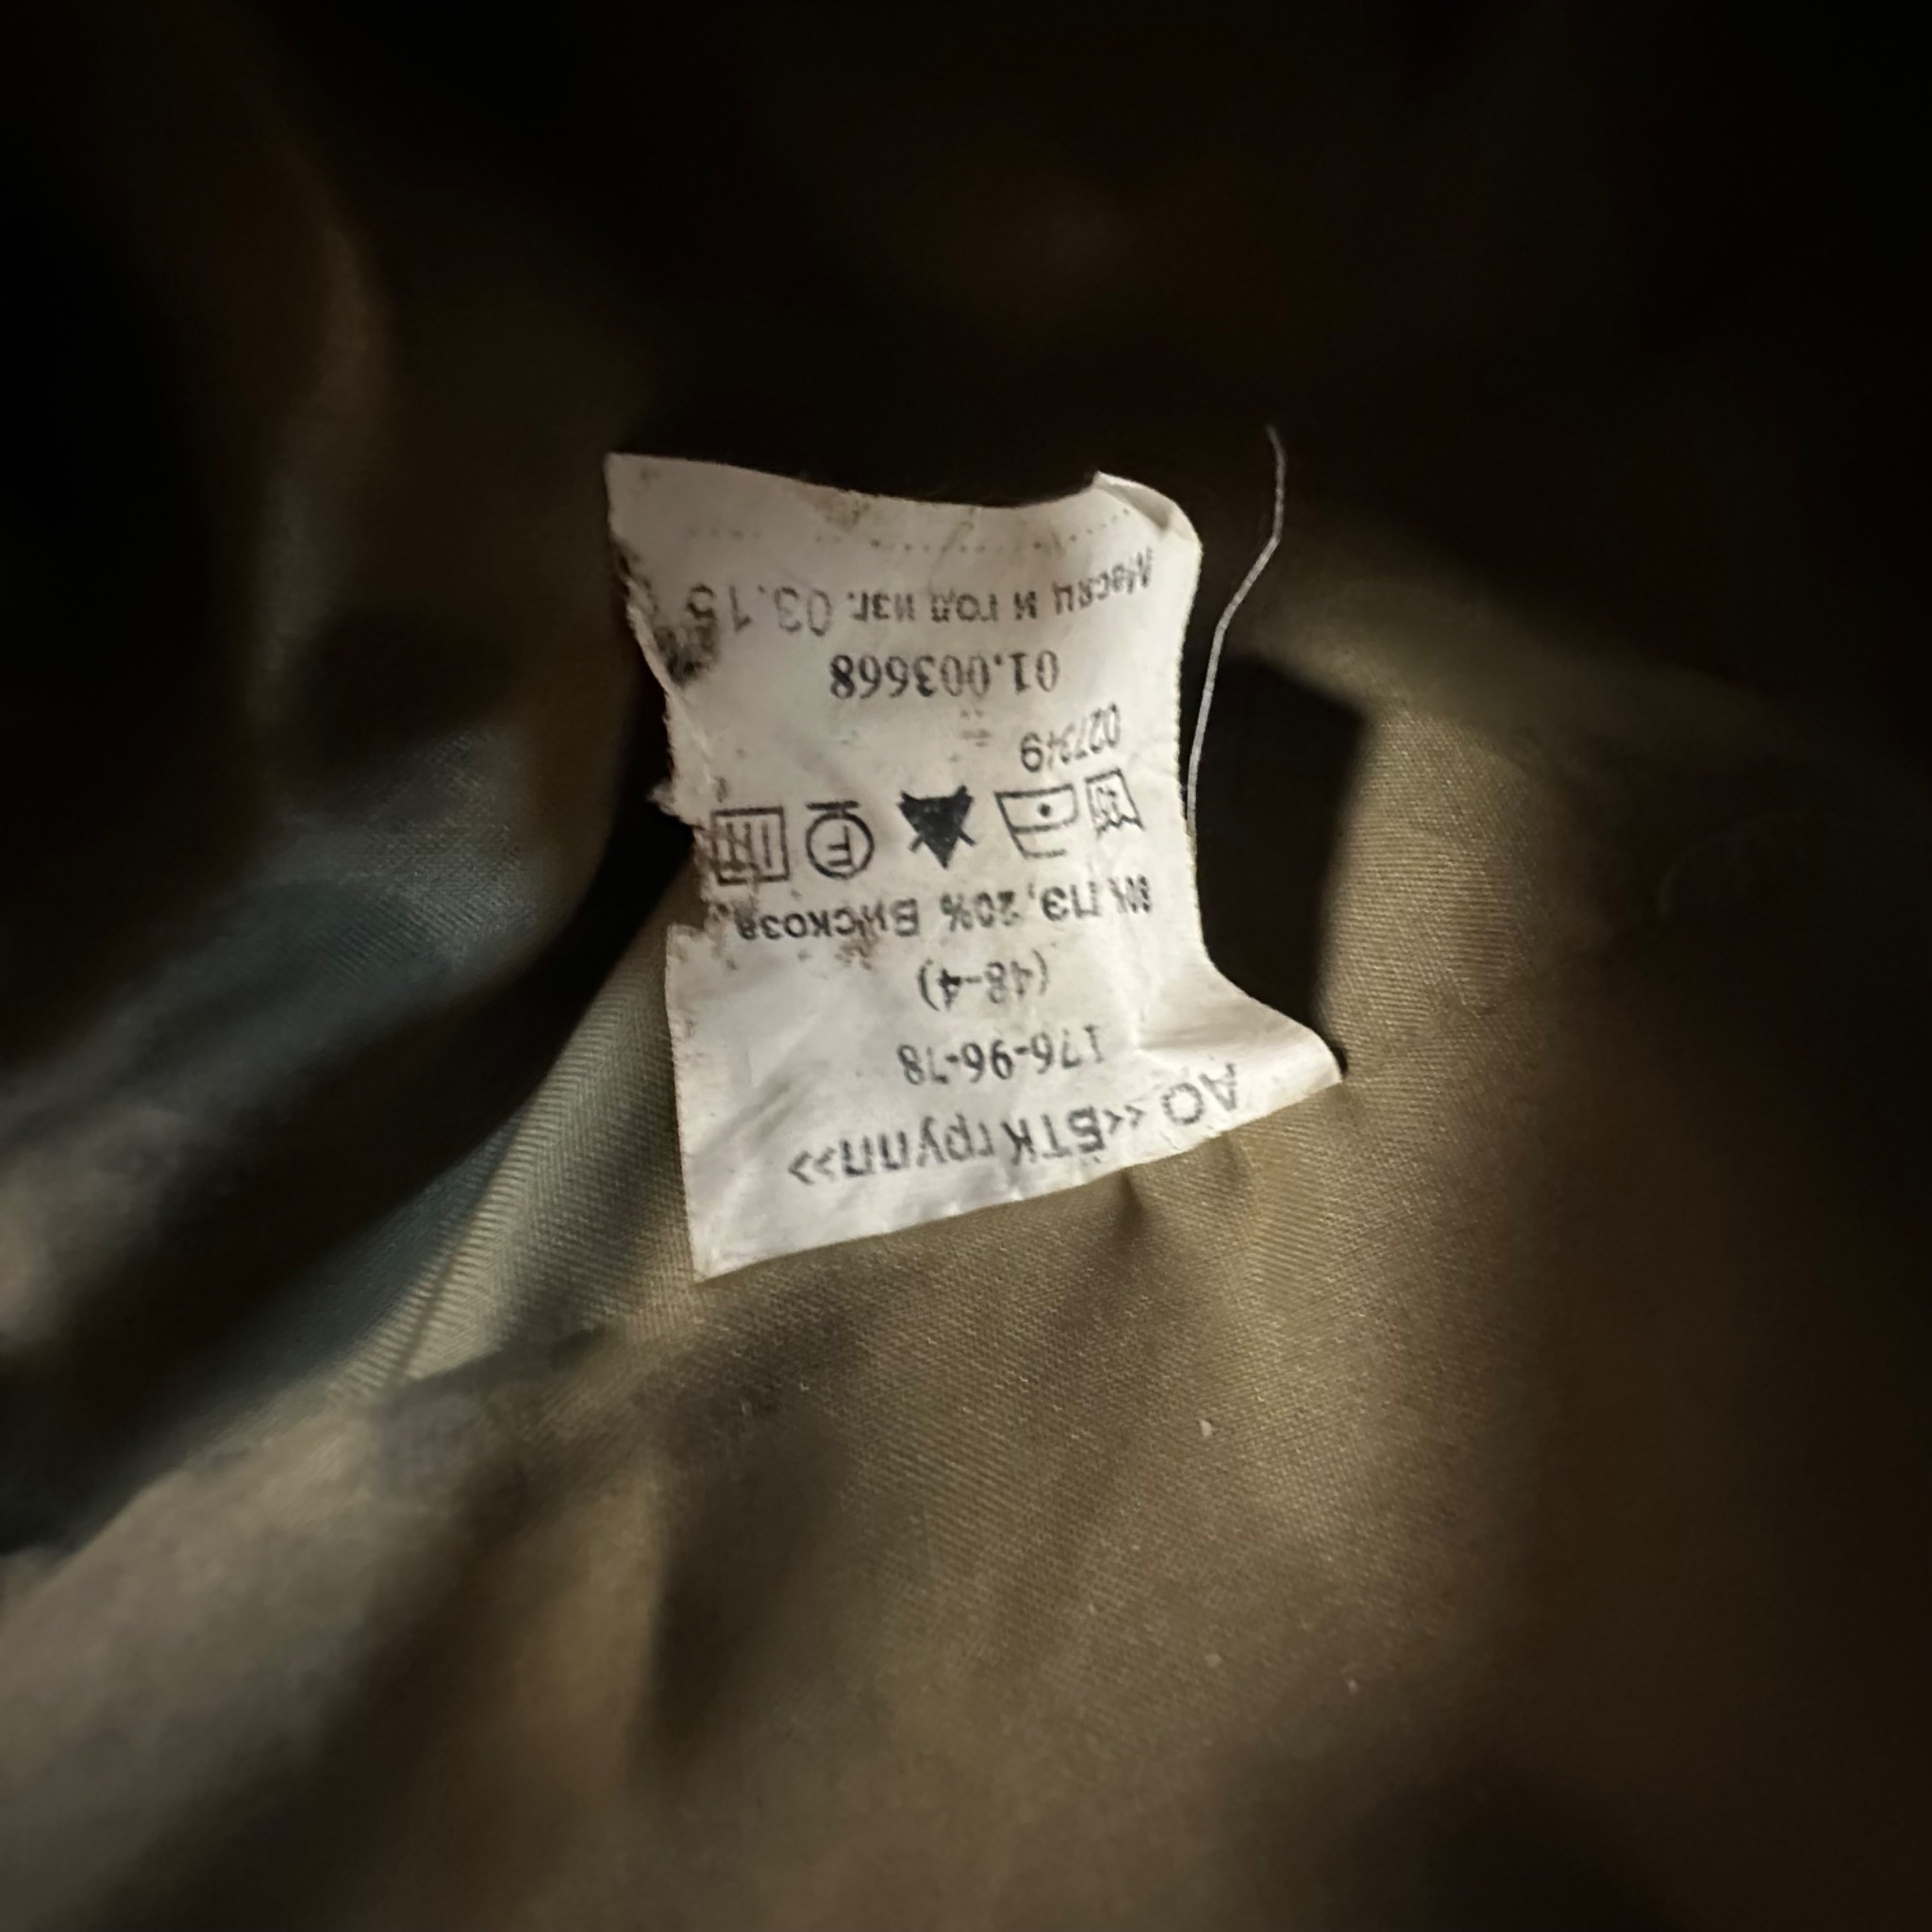 АО <<БТК групп>>
176-96-78
(48-4)
80% ПЭ, 20% Вискоза
027349
01.003668
Месяц и год изг. 03.15